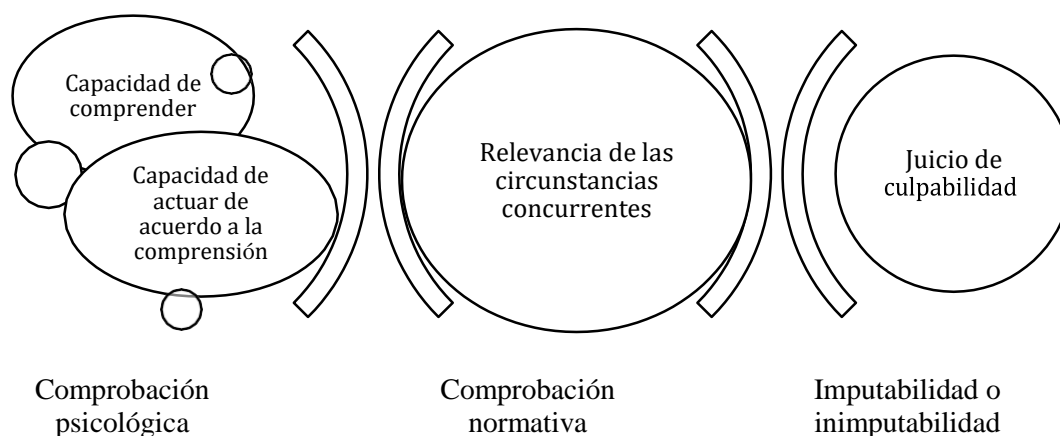 Capacidad de
comprender
Capacidad de
actuar de
acuerdo a la
comprensión
Relevancia de las
circunstancias
concurrentes
Juicio de
culpabilidad
Comprobación
psicológica
Comprobación
normativa
Imputabilidad o
inimputabilidad